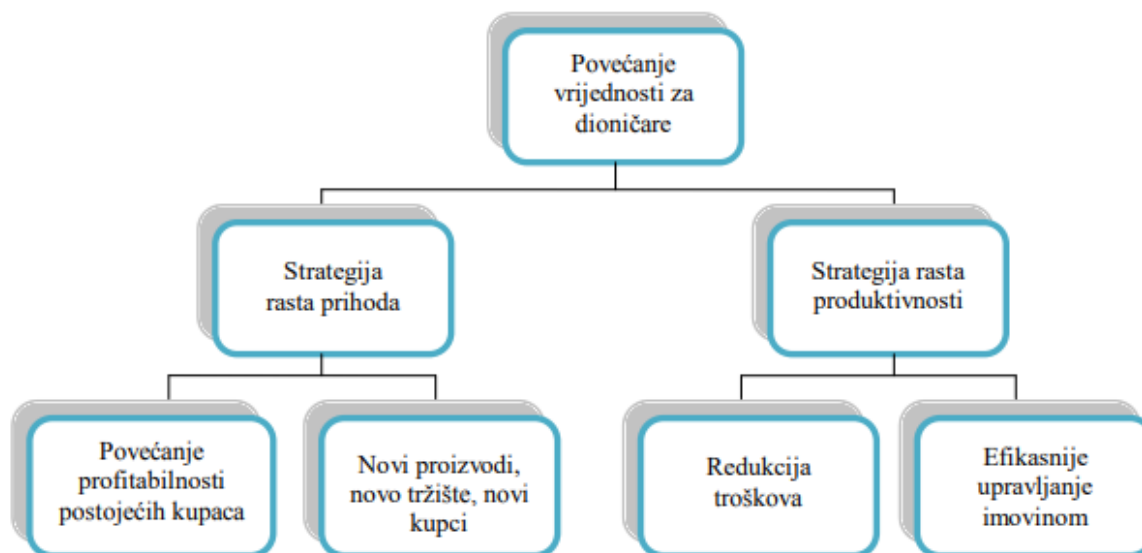 Povećanje
vrijednosti za
dioničare
Strategija
rasta prihoda
Strategija rasta
produktivnosti
Povećanje
profitabilnosti
postojećih kupaca
Novi proizvodi,
novo tržište, novi
kupci
Redukcija
troškova
Efikasnije
upravljanje
imovinom